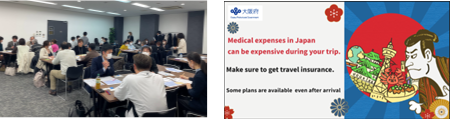 大阪府
Medical expenses in Japan
can be expensive during your trip.
Make sure to get travel insurance.
Some plans are available even after arrival